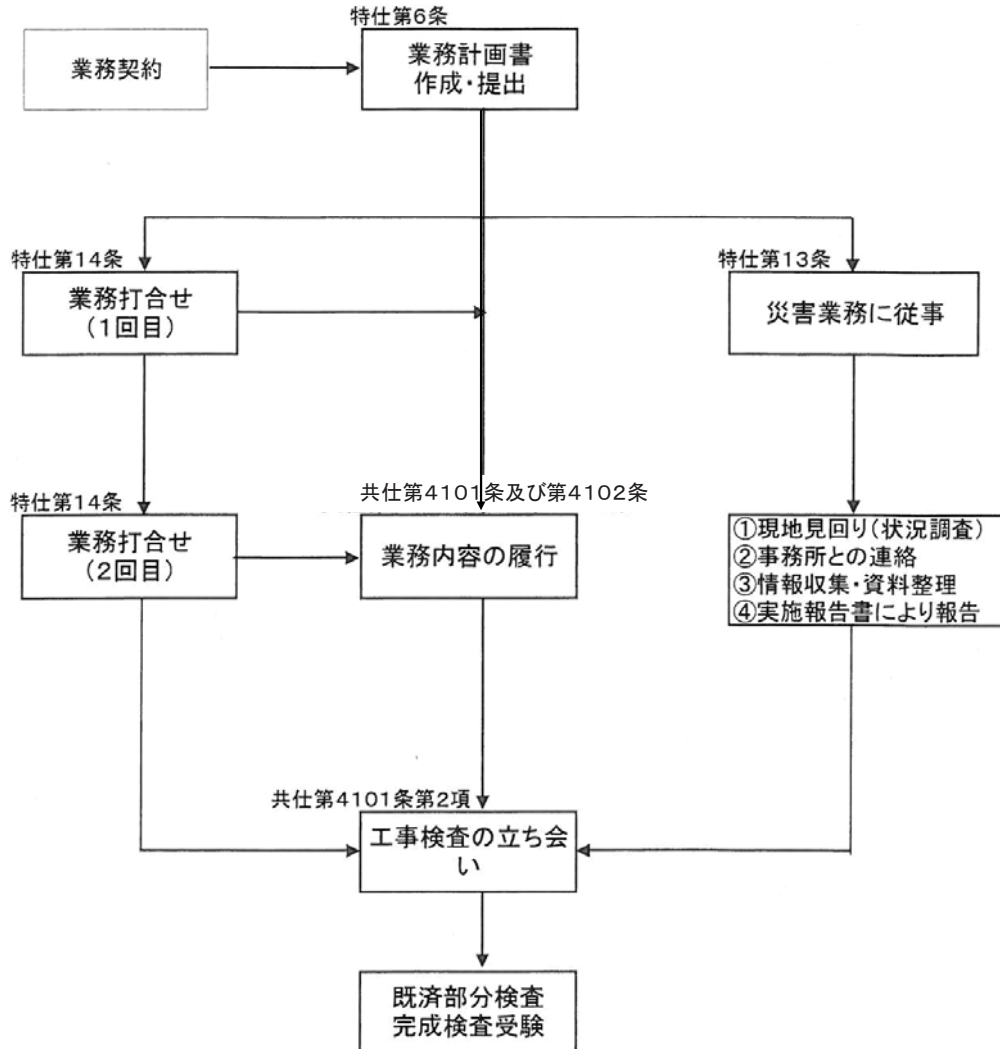 特仕第6条
業務契約
業務計画書
作成・提出
特仕第14条
業務打合せ
(1回目)
特仕第13条
災害業務に従事
特仕第14条
業務打合せ
(2回目)
共仕第4101条及び第4102条
業務内容の履行
①現地見回り(状況調査)
②事務所との連絡
③情報収集・資料整理
④実施報告書により報告
共仕第4101条第2項
工事検査の立ち会
い
既済部分検査
完成検査受験